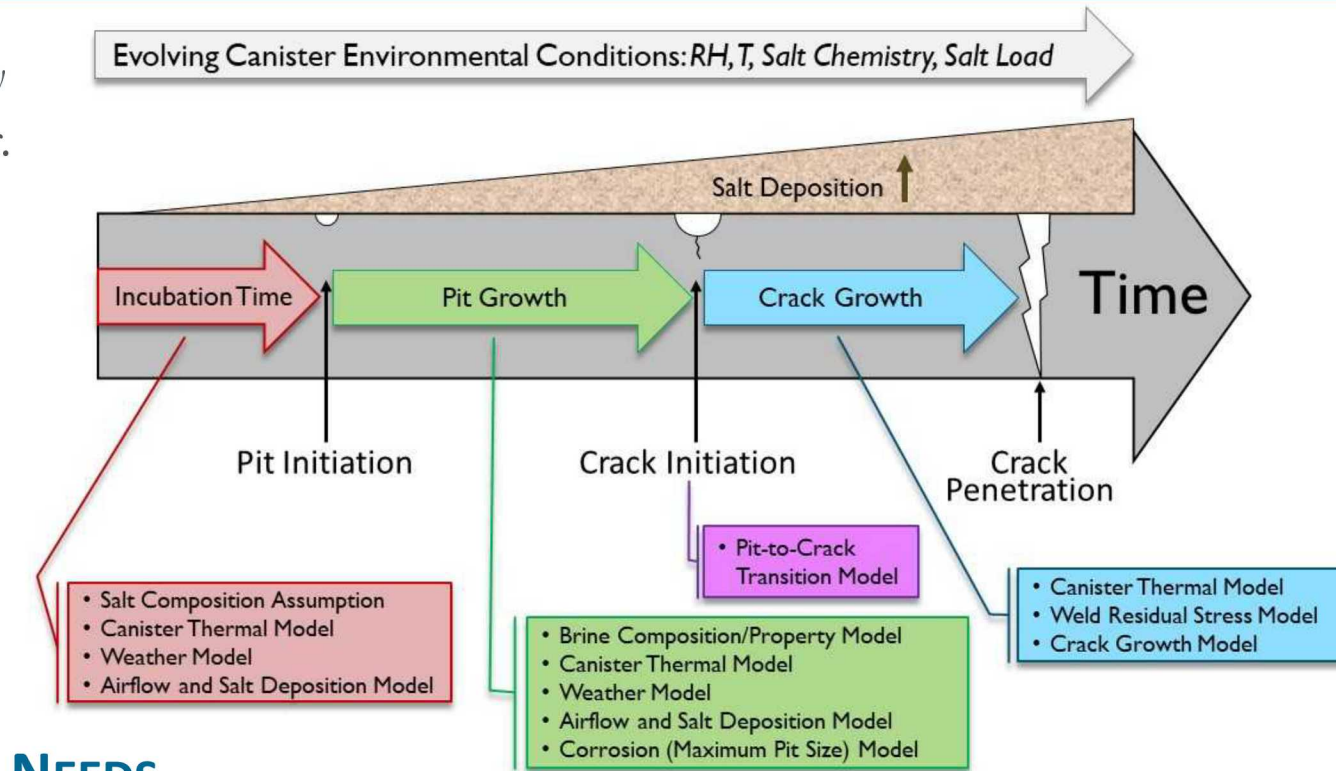 Evolving Canister Environmental Conditions: RH, T, Salt Chemistry, Salt Load
Salt Deposition
Incubation Time
Pit Growth
Crack Growth
Time
Pit Initiation
Crack Initiation
Crack
Penetration
• Pit-to-Crack
Transition Model
• Salt Composition Assumption
• Canister Thermal Model
• Weather Model
• Airflow and Salt Deposition Model
• Brine Composition/Property Model
• Canister Thermal Model
• Weather Model
• Airflow and Salt Deposition Model
• Corrosion (Maximum Pit Size) Model
• Canister Thermal Model
• Weld Residual Stress Model
• Crack Growth Model
NEEDS